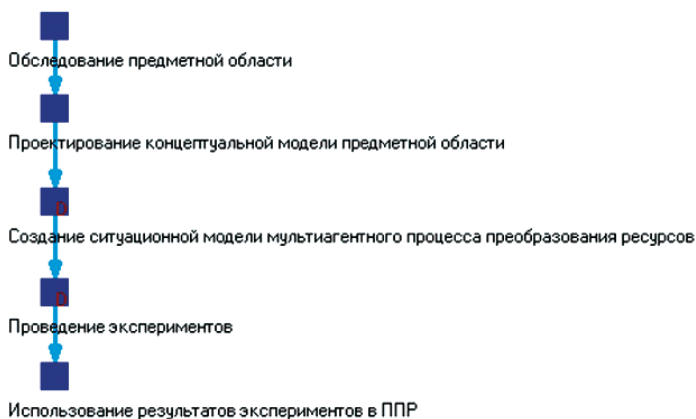 Обследование предметной области
Проектирование концептуальной модели предметной области
Создание ситуационной модели мультиагентного процесса преобразования ресурсов
Проведение экспериментов
Использование результатов экспериментов в ППР